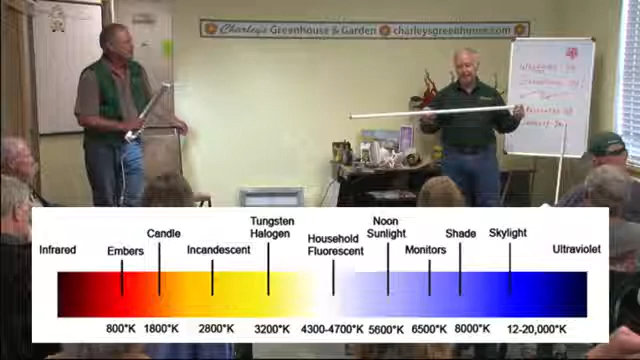 Charley's Greenhouse & Garden charleysgreenhouse.com
Infrared
Embers
Candle
Incandescent
Tungsten
Halogen
Household
Fluorescent
Noon
Sunlight
Monitors
Shade
Skylight
Ultraviolet
800°K 1800°K 2800°K 3200°K 4300-4700°K 5600°K 6500°K 8000°K 12-20,000°K